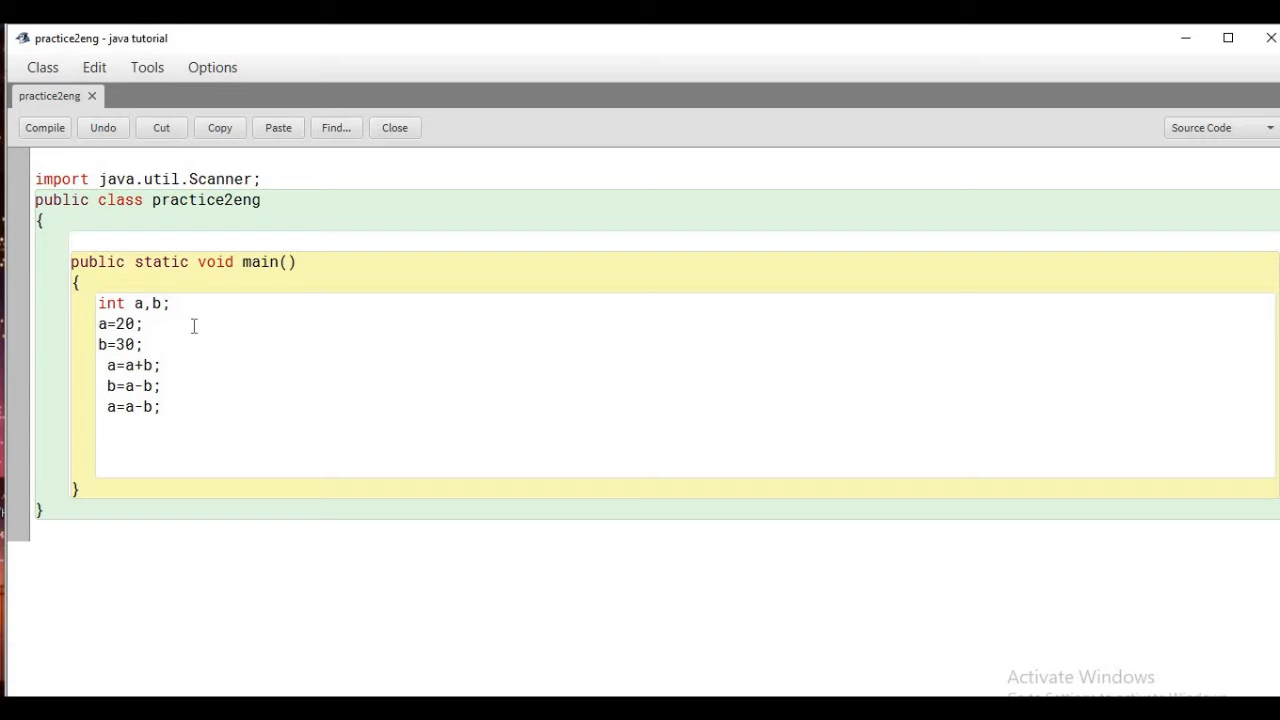 practice2eng - java tutorial
Class Edit Tools Options
practice2eng
Compile Undo Cut Copy Paste Find... Close Source Code
import java.util.Scanner;
public class practice2eng
{
public static void main()
{
int a,b;
a=20;
b=30;
a=a+b;
b=a-b;
a=a-b;
}
}
Activate Windows